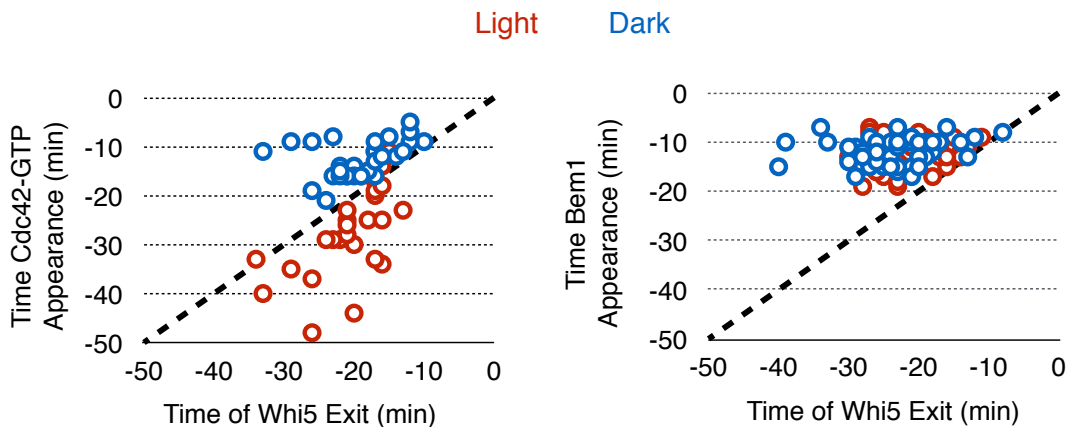 Light Dark
Time Cdc42-GTP
Appearance (min)
0
-10
-20
-30
-40
-50
-50 -40 -30 -20 -10 0
Time of Whi5 Exit (min)
Time Bem1
Appearance (min)
0
-10
-20
-30
-40
-50
-50 -40 -30 -20 -10 0
Time of Whi5 Exit (min)